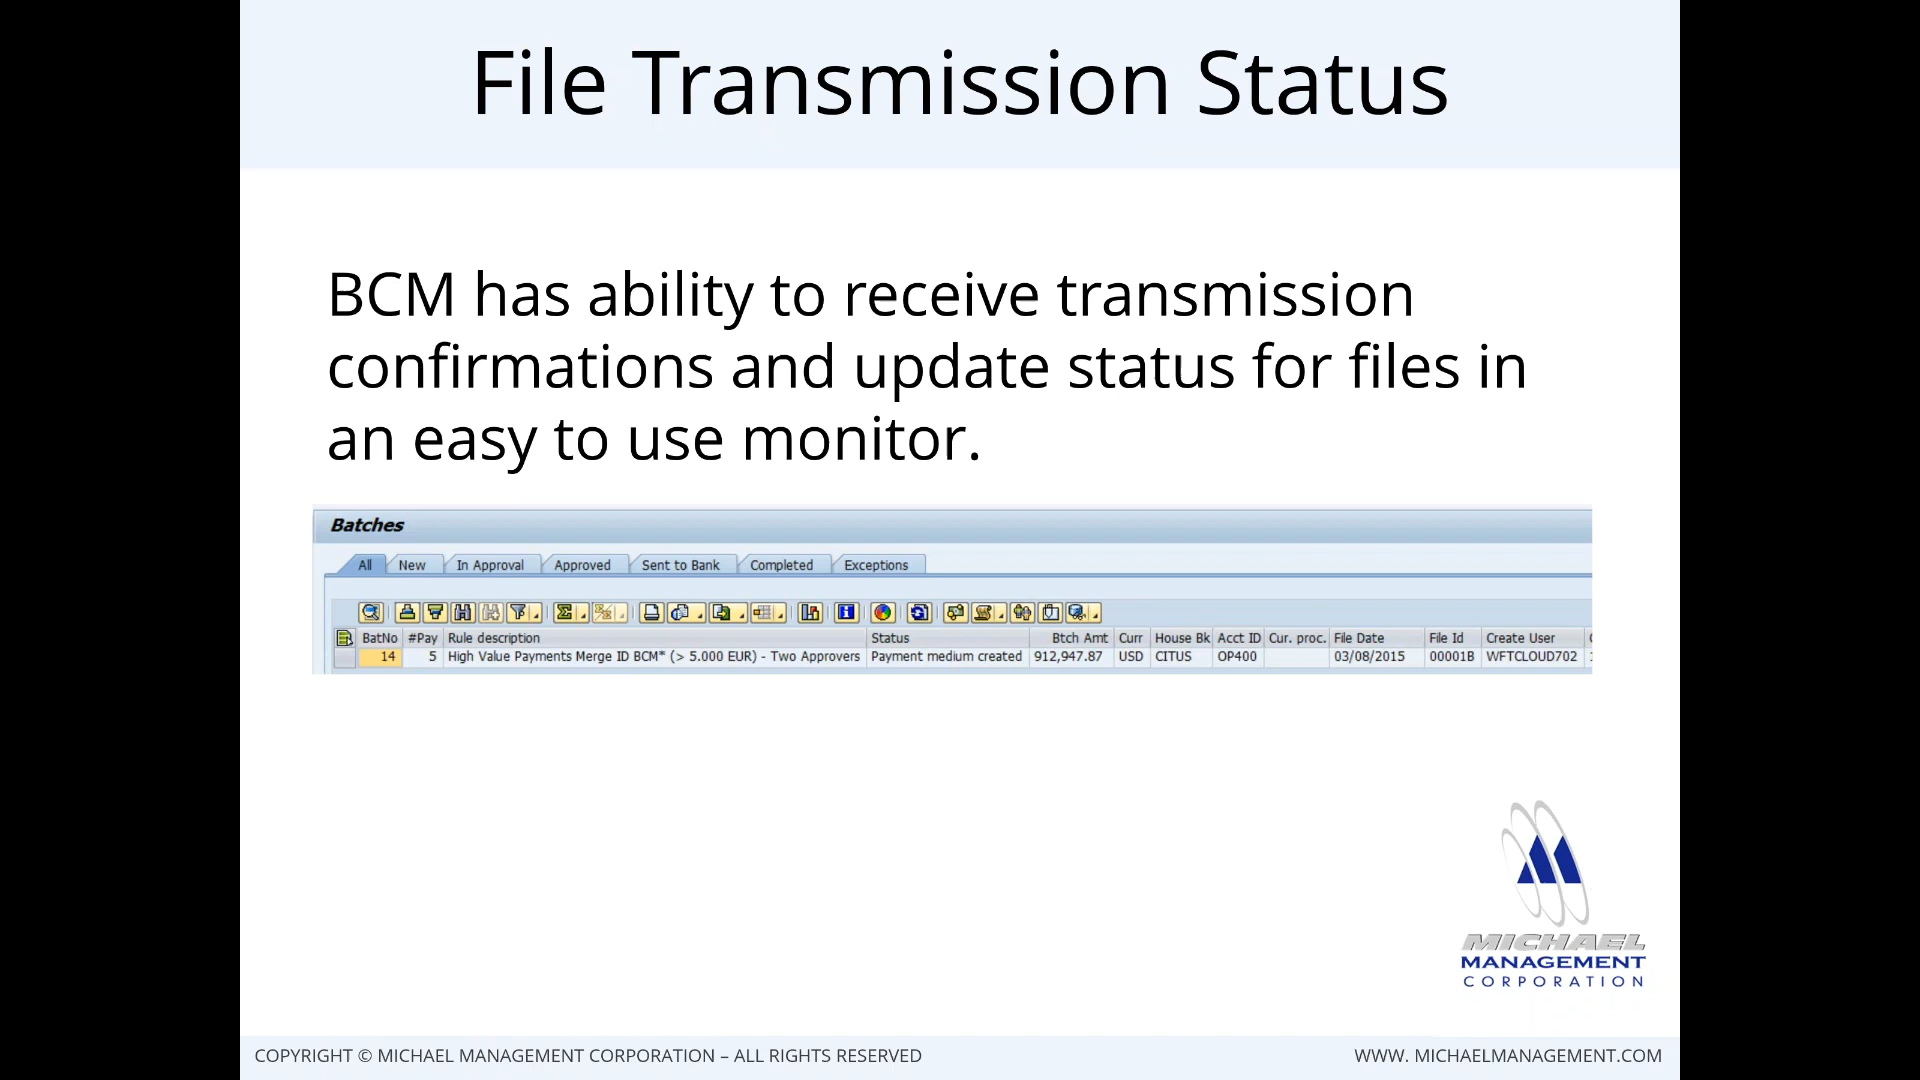 File Transmission Status
BCM has ability to receive transmission
confirmations and update status for files in
an easy to use monitor.
Batches
All New In Approval Approved Sent to Bank Completed Exceptions
BatNo #Pay Rule description Status Btch Amt Curr House Bk Acct ID Cur. proc. File Date File Id Create User
14 5 High Value Payments Merge ID BCM* (> 5.000 EUR) - Two Approvers Payment medium created 912,947.87 USD CITUS OP400 03/08/2015 00001B WFTCLOUD702
MICHAEL
MANAGEMENT
CORPORATION
COPYRIGHT © MICHAEL MANAGEMENT CORPORATION – ALL RIGHTS RESERVED WWW. MICHAELMANAGEMENT.COM